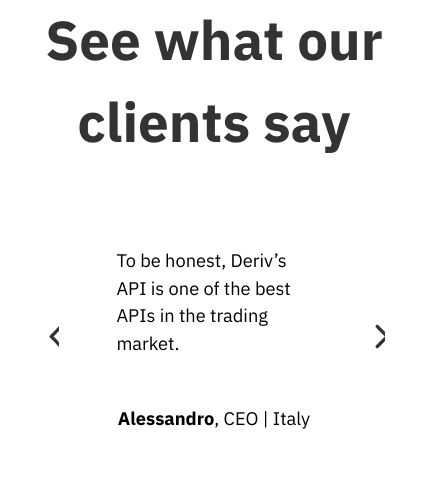 See what our
clients say
To be honest, Deriv’s
API is one of the best
APIs in the trading
market.
Alessandro, CEO | Italy